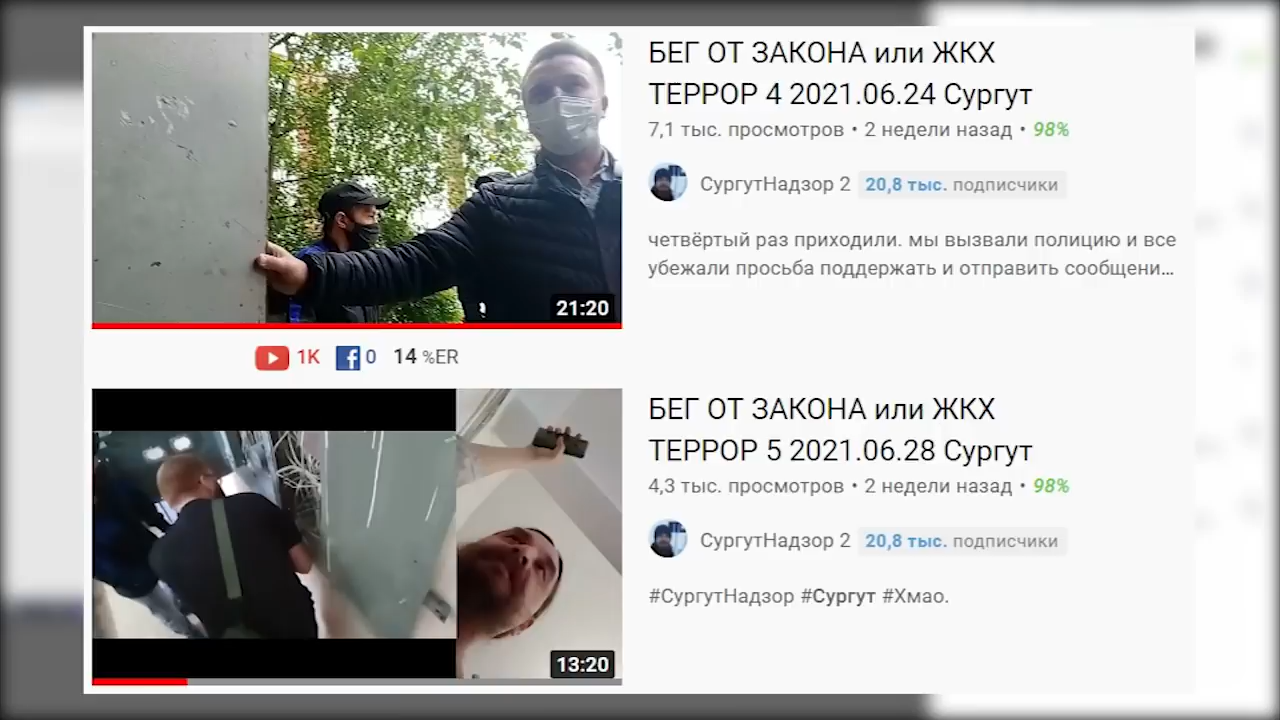 БЕГ ОТ ЗАКОНА или ЖКХ
ТЕРРОР 4 2021.06.24 Сургут
7,1 тыс. просмотров • 2 недели назад • 98%
СургутНадзор 2 20,8 тыс. подписчики
четвёртый раз приходили. мы вызвали полицию и все
убежали просьба поддержать и отправить сообщени...
21:20
1K 0 14 %ER
БЕГ ОТ ЗАКОНА или ЖКХ
ТЕРРОР 5 2021.06.28 Сургут
4,3 тыс. просмотров • 2 недели назад • 98%
СургутНадзор 2 20,8 тыс. подписчики
#СургутНадзор #Сургут #Хмао.
13:20